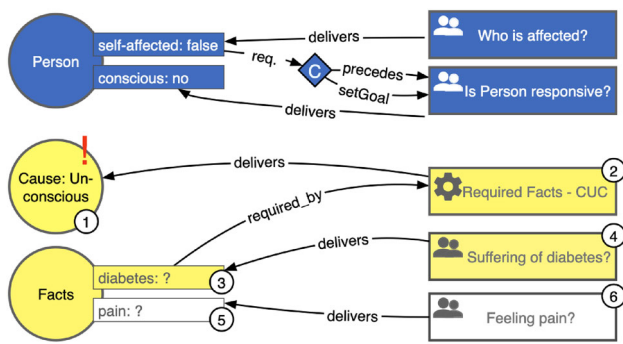 delivers
Who is affected?
self-affected: false
Person
req.
C
precedes
setGoal
Is Person responsive?
conscious: no
delivers
!
Cause: Un-
conscious
1
delivers
2
Required Facts - CUC
required_by
4
Suffering of diabetes?
delivers
diabetes: ?
3
Facts
pain: ?
5
delivers
6
Feeling pain?